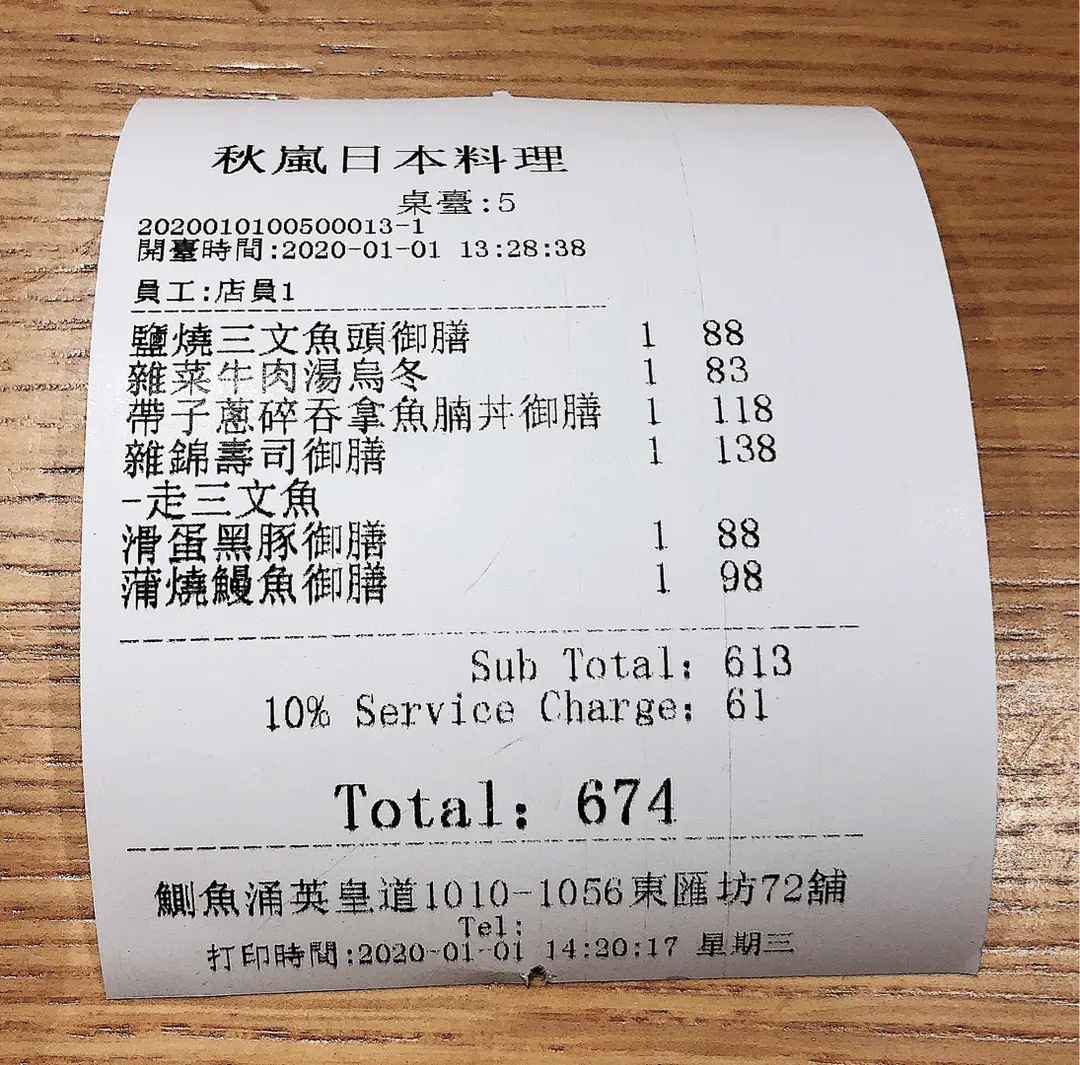 秋嵐日本料理
桌臺:5
2020010100500013-1
開臺時間:2020-01-01 13:28:38
員工:店員1
鹽燒三文魚頭御膳 1 88
雜菜牛肉湯烏冬 1 83
帶子蔥碎吞拿魚腩丼御膳 1 118
雜錦壽司御膳 1 138
-走三文魚
滑蛋黑豚御膳 1 88
蒲燒鰻魚御膳 1 98
Sub Total: 613
10% Service Charge: 61
Total: 674
鰂魚涌英皇道1010-1056東匯坊72舖
Tel:
打印時間:2020-01-01 14:20:17 星期三